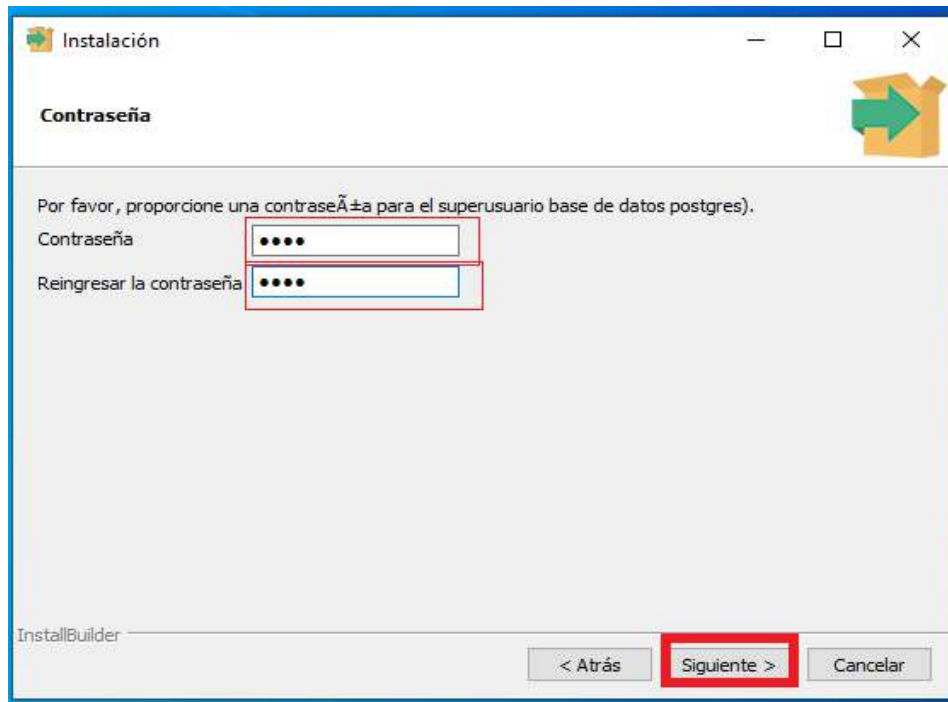 Instalación
Contraseña
Por favor, proporcione una contraseÃ±a para el superusuario base de datos postgres).
Contraseña ••••
Reingresar la contraseña ••••
InstallBuilder
< Atrás Siguiente > Cancelar